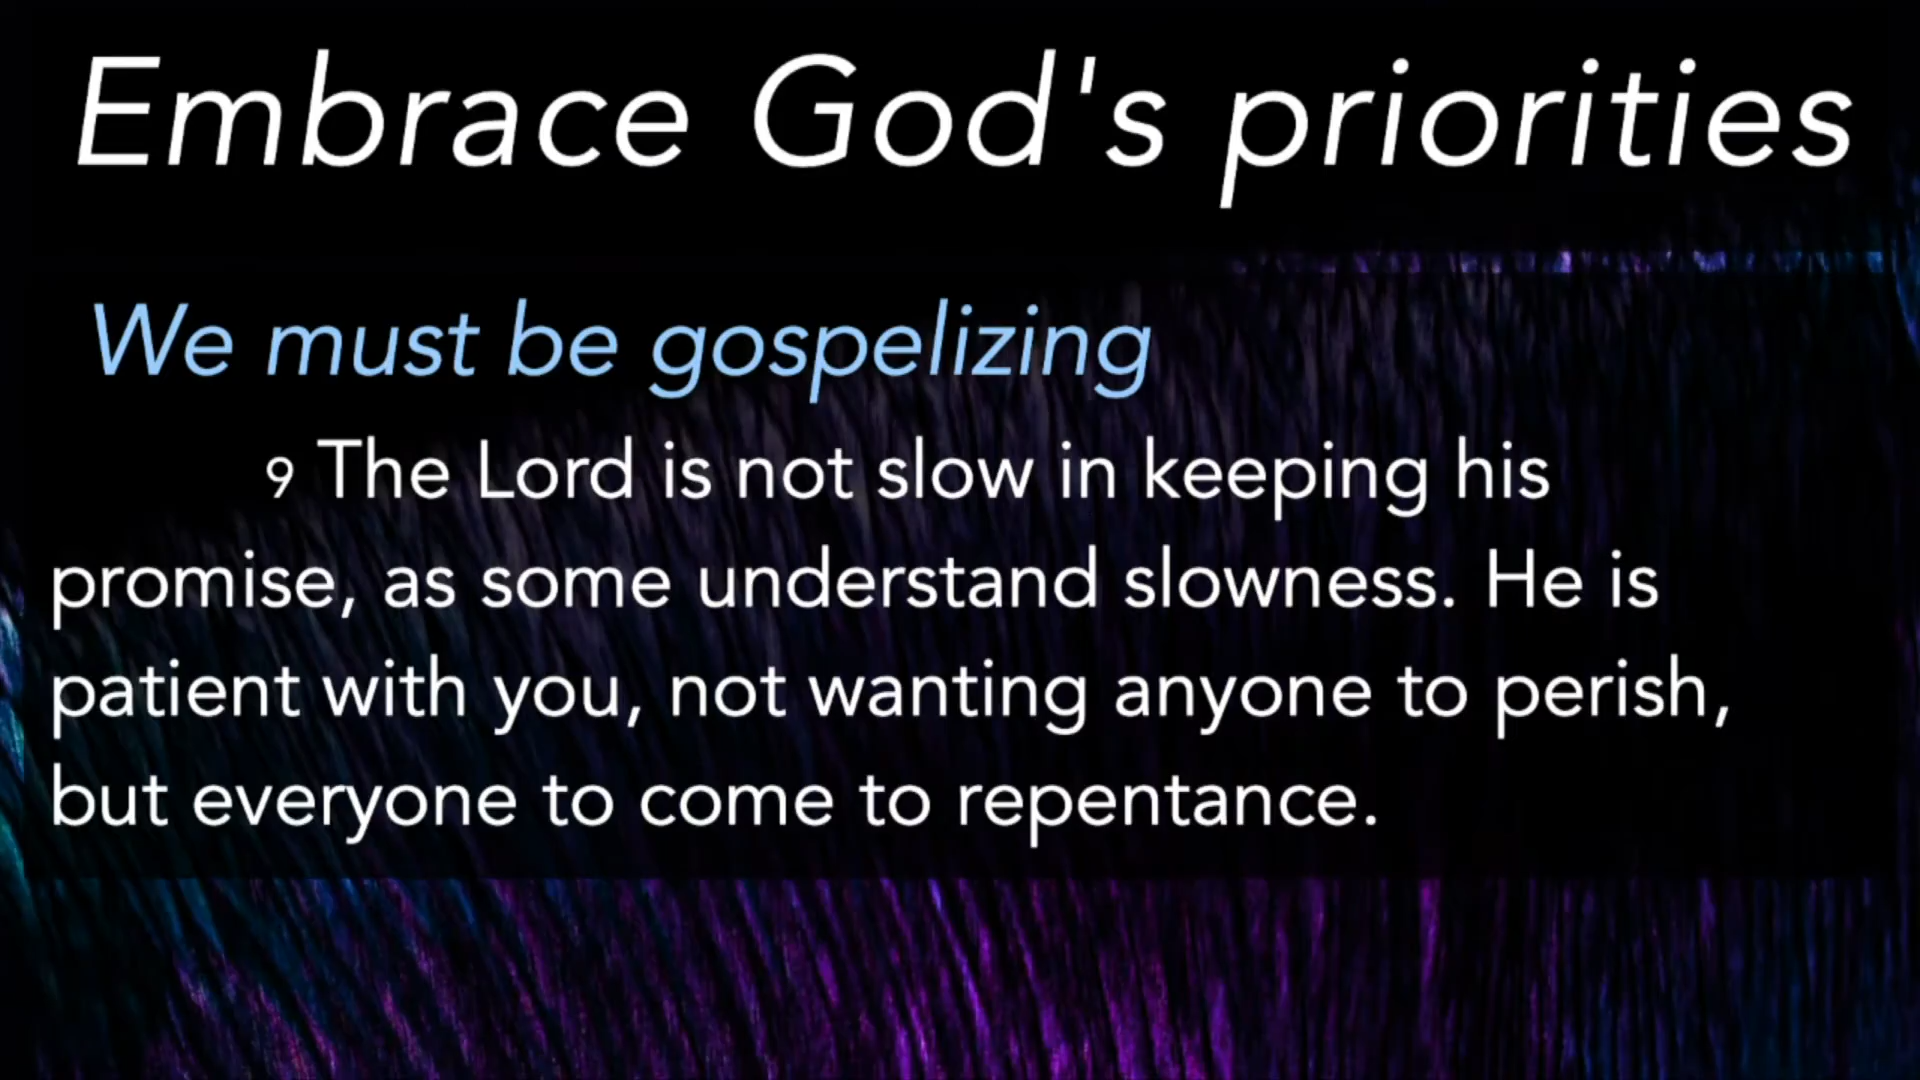 Embrace God's priorities
We must be gospelizing
9 The Lord is not slow in keeping his
promise, as some understand slowness. He is
patient with you, not wanting anyone to perish,
but everyone to come to repentance.